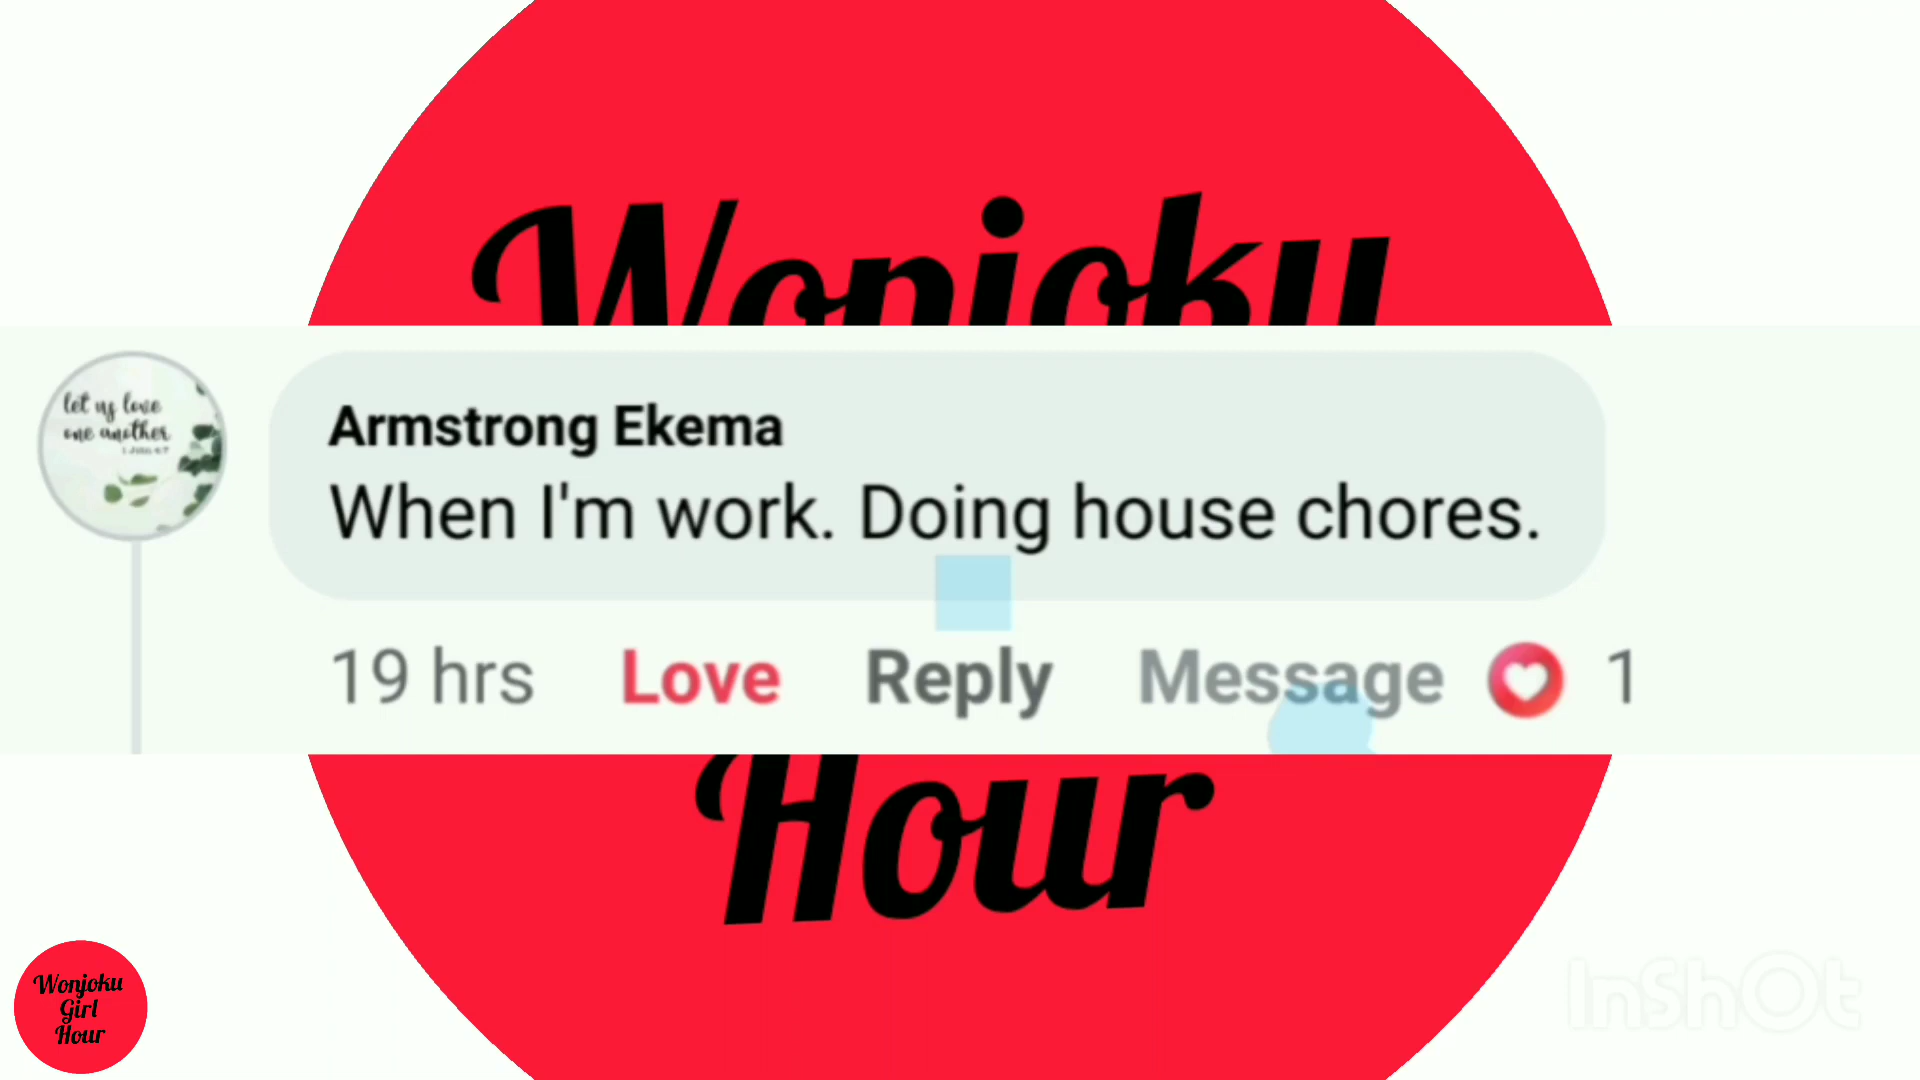 Wonjoku
let us love
one another
Armstrong Ekema
When I'm work. Doing house chores.
19 hrs Love Reply Message 1
Hour
Wonjoku
Girl
Hour
InShOt